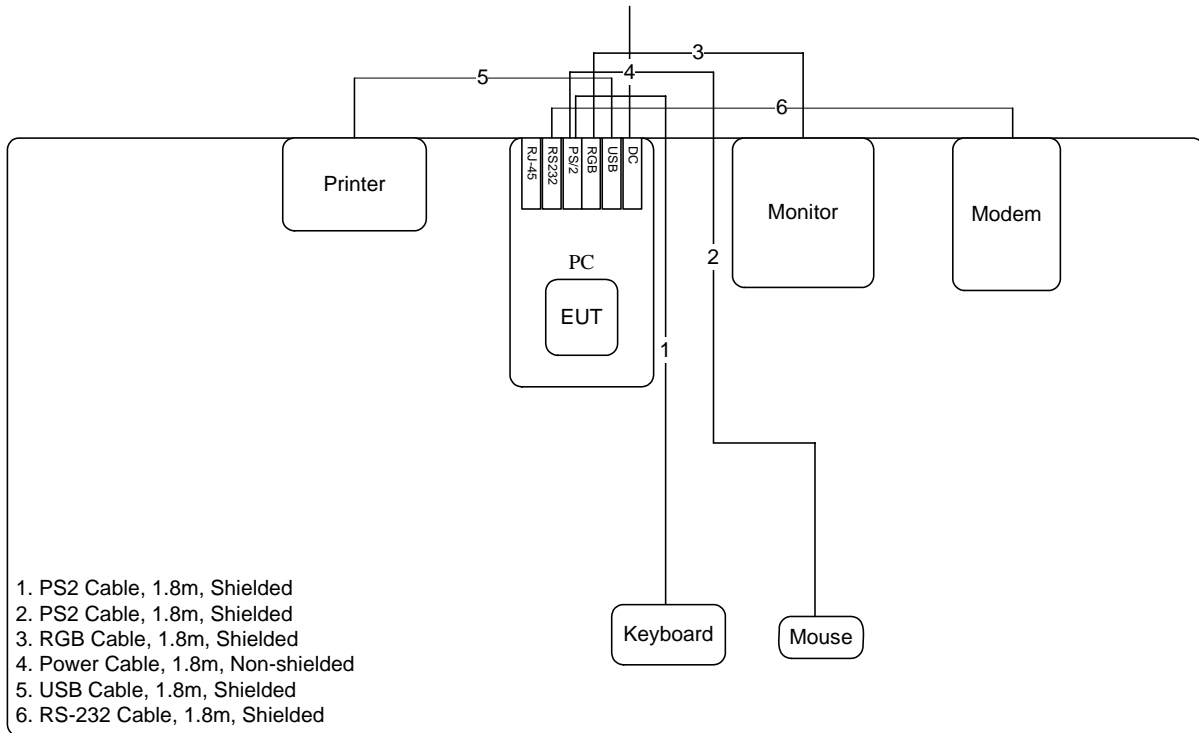 3
4
5
6
RJ-45
RS232
PS/2
RGB
USB
DC
Printer
Monitor
Modem
2
PC
EUT
1
1. PS2 Cable, 1.8m, Shielded
2. PS2 Cable, 1.8m, Shielded
3. RGB Cable, 1.8m, Shielded
4. Power Cable, 1.8m, Non-shielded
5. USB Cable, 1.8m, Shielded
6. RS-232 Cable, 1.8m, Shielded
Keyboard
Mouse